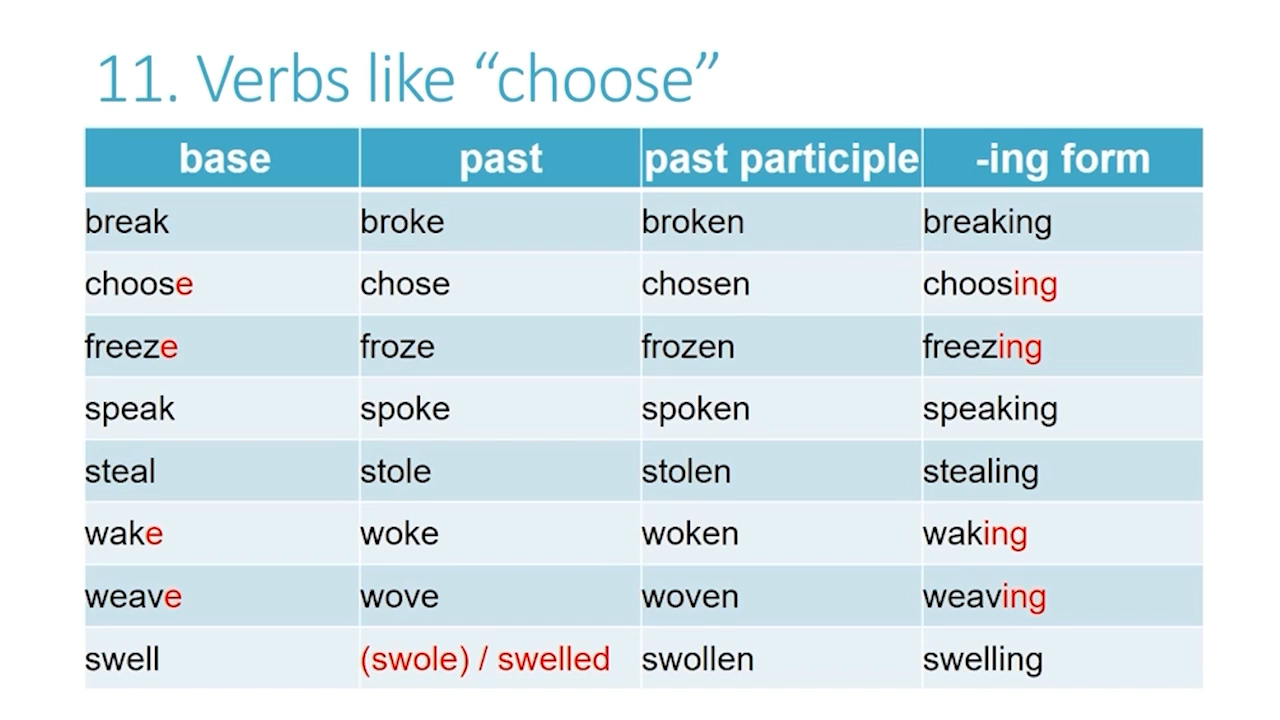 11. Verbs like “choose”
base past past participle -ing form
break broke broken breaking
choose chose chosen choosing
freeze froze frozen freezing
speak spoke spoken speaking
steal stole stolen stealing
wake woke woken waking
weave wove woven weaving
swell (swole) / swelled swollen swelling